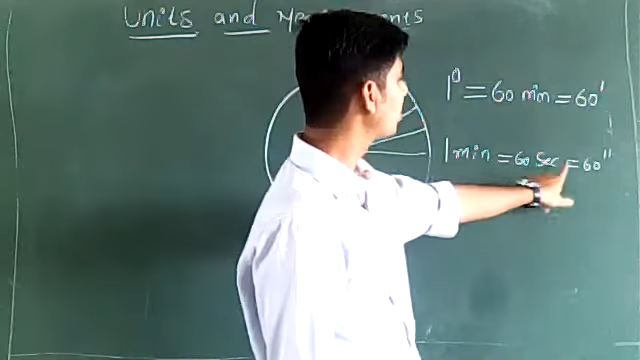 Units and
1° = 60 min = 60'
1 min = 60 Sec = 60"